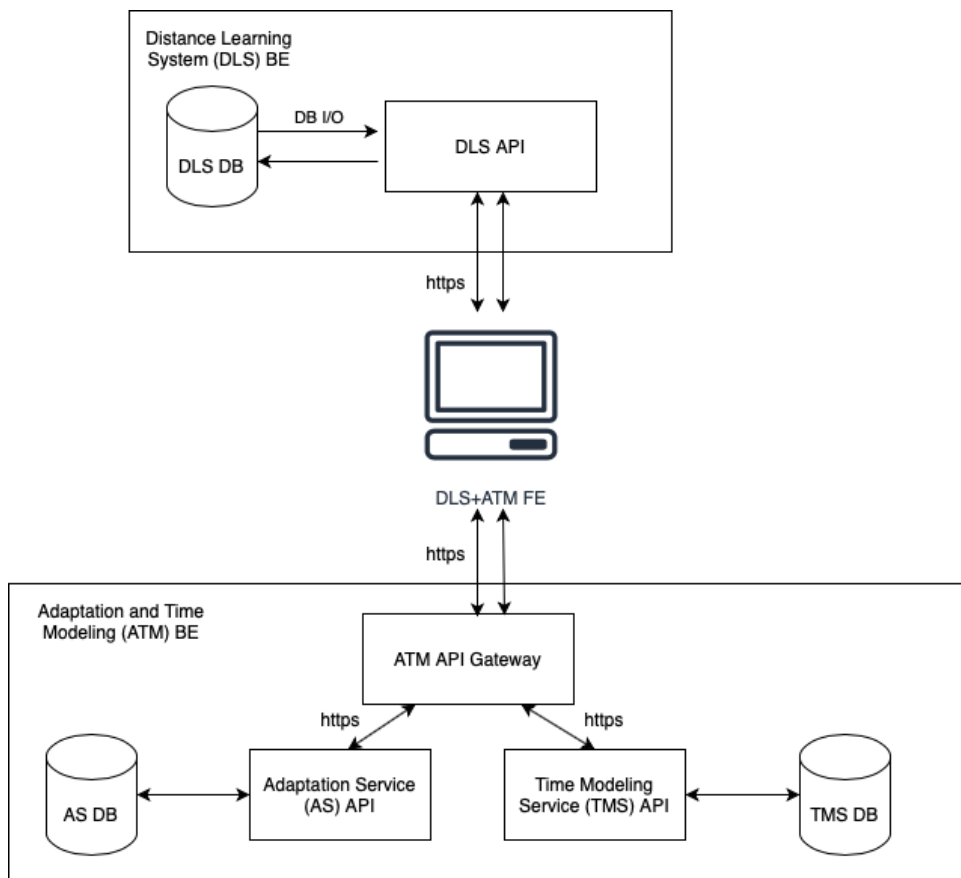 Distance Learning
System (DLS) BE
DB I/O
DLS DB
DLS API
https
DLS+ATM FE
https
Adaptation and Time
Modeling (ATM) BE
ATM API Gateway
https
https
AS DB
Adaptation Service
(AS) API
Time Modeling
Service (TMS) API
TMS DB